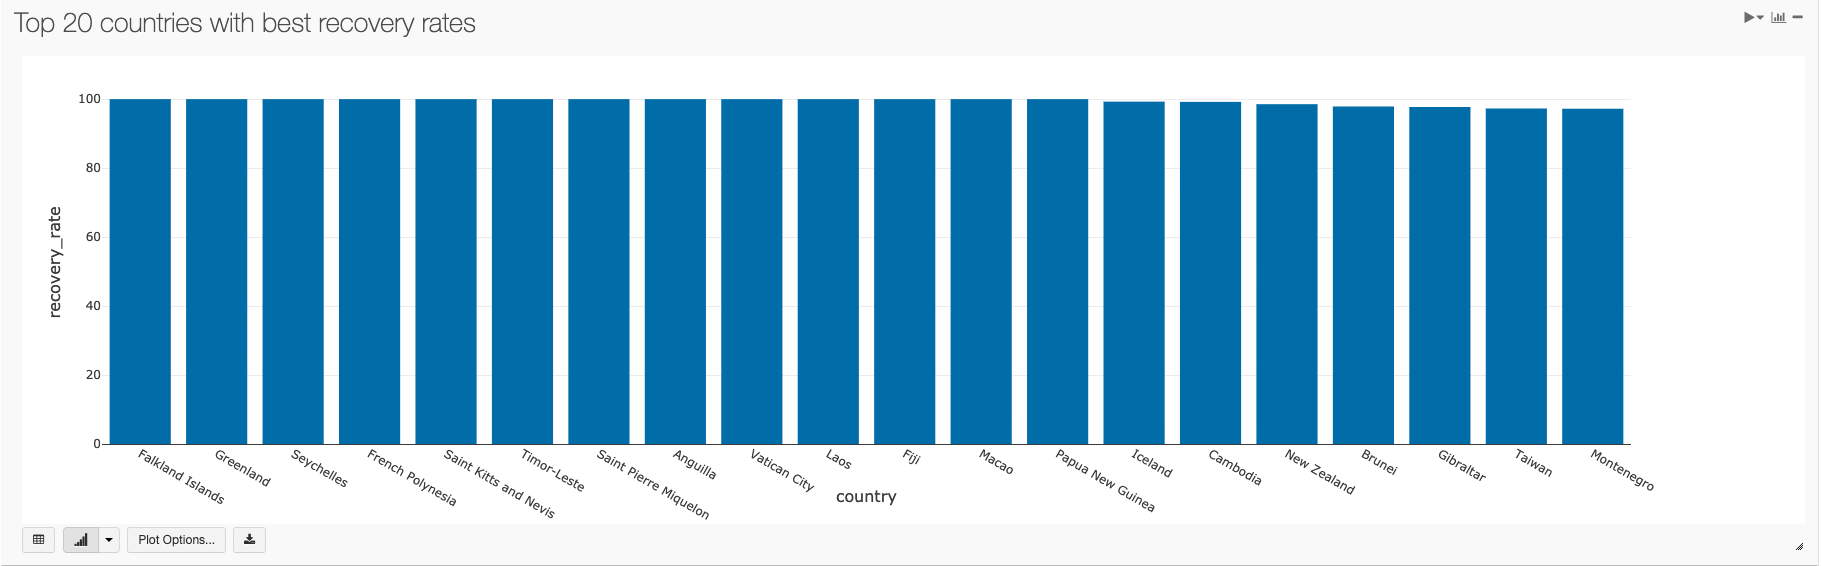 Top 20 countries with best recovery rates
100
80
60
40
20
0
recovery_rate
Falkland Islands
Greenland
Seychelles
French Polynesia
Saint Kitts and Nevis
Timor-Leste
Saint Pierre Miquelon
Anguilla
Vatican City
Laos
Fiji
Macao
Papua New Guinea
Iceland
Cambodia
New Zealand
Brunei
Gibraltar
Taiwan
Montenegro
country
Plot Options...